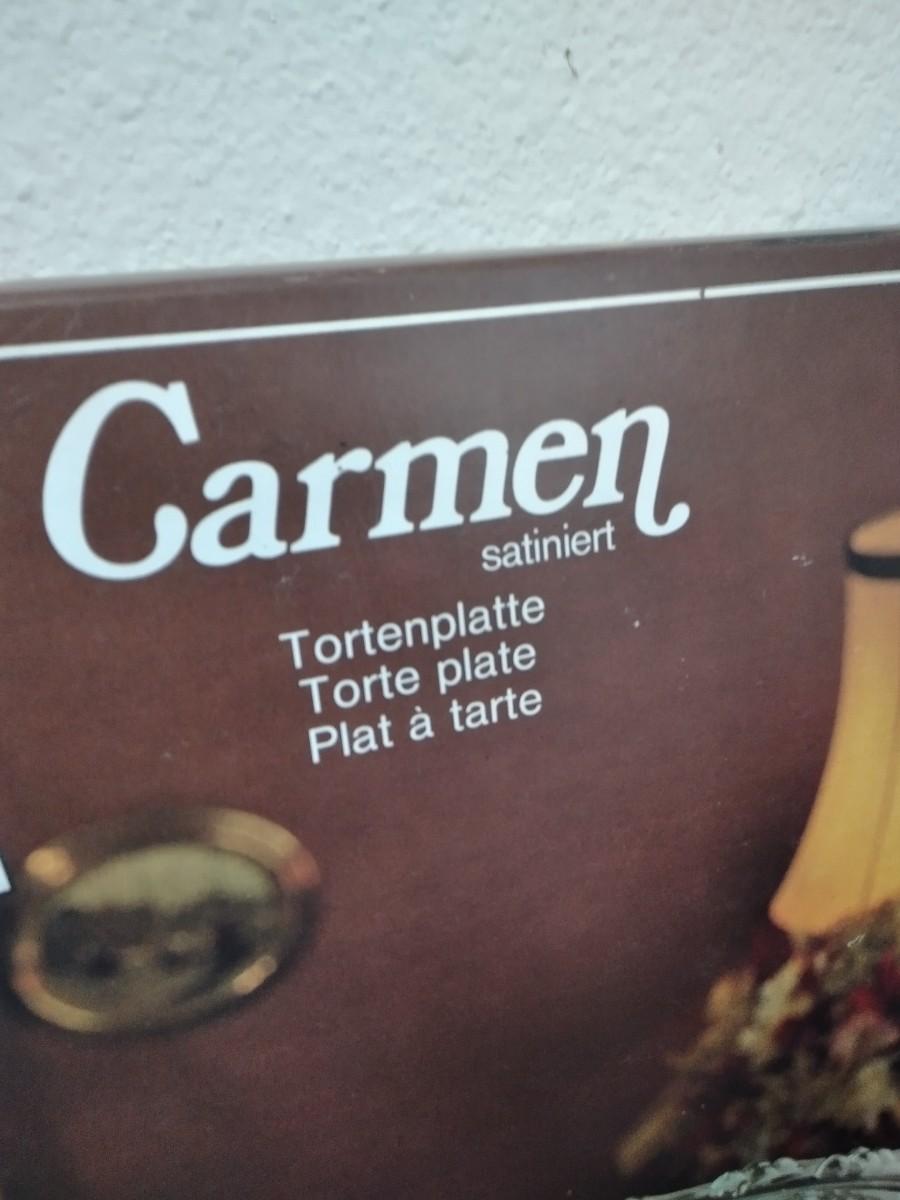 Carmen
satiniert
Tortenplatte
Torte plate
Plat à tarte